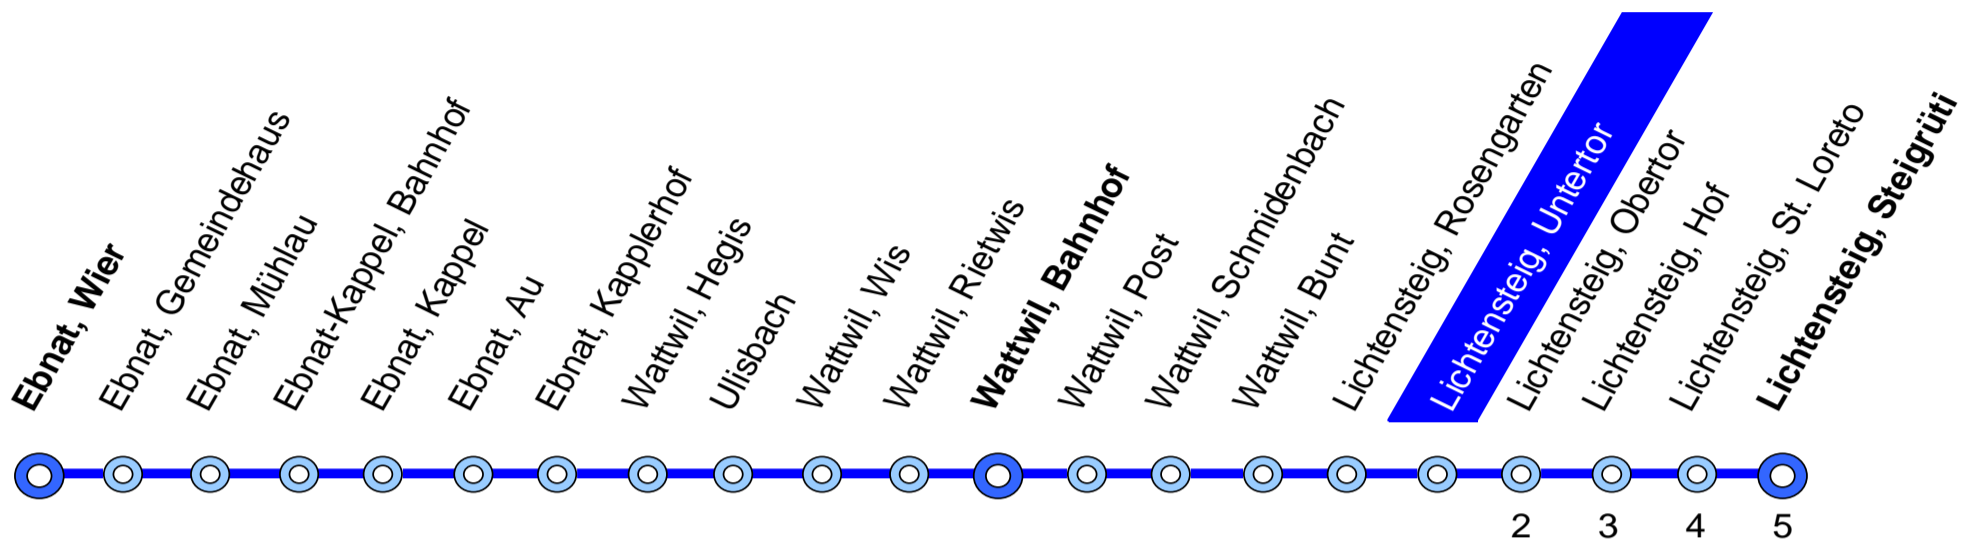 Ebnat, Wier
Ebnat, Gemeindehaus
Ebnat, Mühlau
Ebnat-Kappel, Bahnhof
Ebnat, Kappel
Ebnat, Au
Ebnat, Kapplerhof
Wattwil, Hegis
Ulisbach
Wattwil, Wis
Wattwil, Rietwis
Wattwil, Bahnhof
Wattwil, Post
Wattwil, Schmidenbach
Wattwil, Bunt
Lichtensteig, Rosengarten
Lichtensteig, Untertor
Lichtensteig, Obertor
Lichtensteig, Hof
Lichtensteig, St. Loreto
Lichtensteig, Steigrüti
2 3 4 5